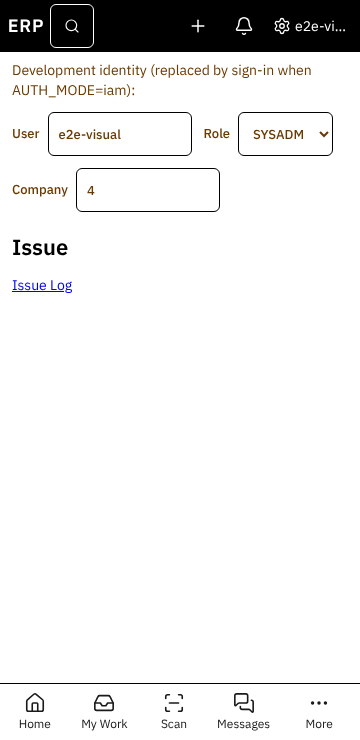 ERP
e2e-vi...
Development identity (replaced by sign-in when
AUTH_MODE=iam):
User e2e-visual Role SYSADM
Company 4
Issue
Issue Log
Home My Work Scan Messages More